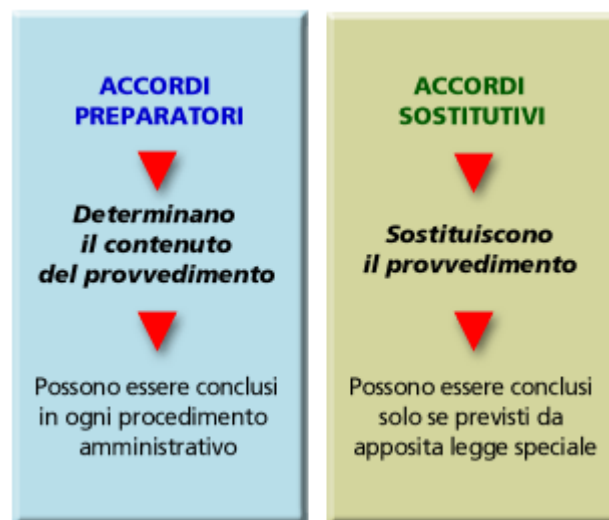 ACCORDI
PREPARATORI
Determinano
il contenuto
del provvedimento
Possono essere conclusi
in ogni procedimento
amministrativo
ACCORDI
SOSTITUTIVI
Sostituiscono
il provvedimento
Possono essere conclusi
solo se previsti da
apposita legge speciale